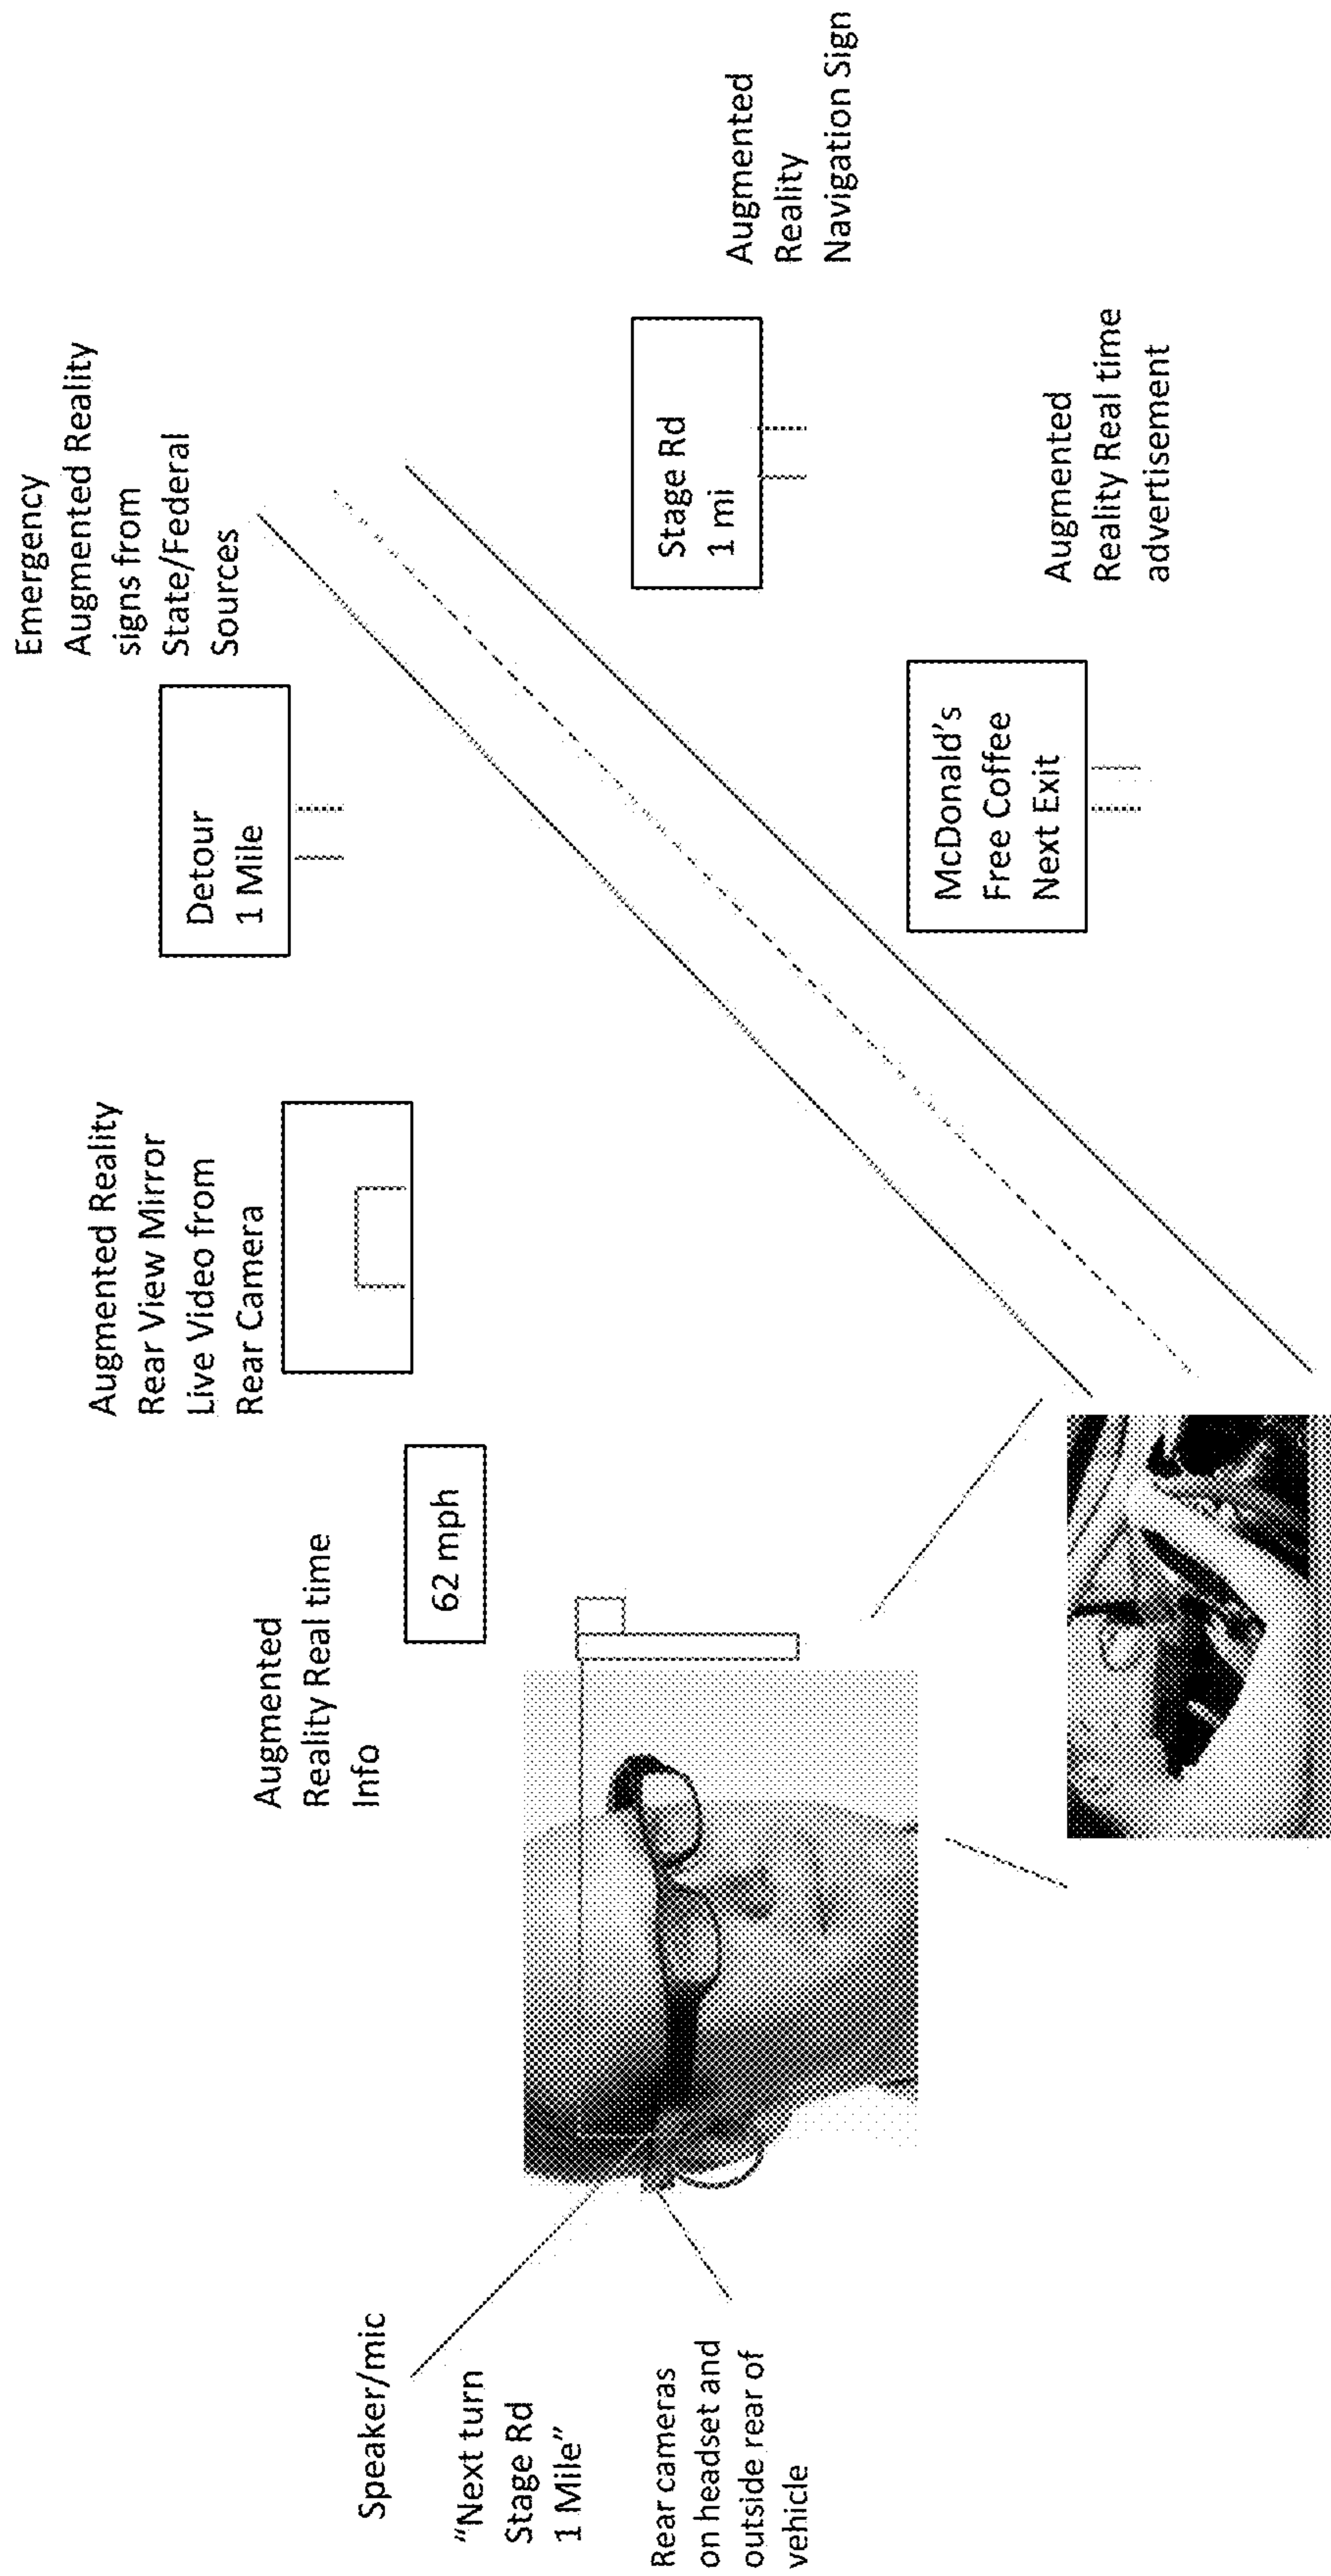 Speaker/mic
"Next turn
Stage Rd
1 Mile"
Rear cameras
on headset and
outside rear of
vehicle
Augmented
Reality Real time
Info
62 mph
Augmented Reality
Rear View Mirror
Live Video from
Rear Camera
Emergency
Augmented Reality
signs from
State/Federal
Sources
Detour
1 Mile
Stage Rd
1 mi
Augmented
Reality
Navigation Sign
McDonald's
Free Coffee
Next Exit
Augmented
Reality Real time
advertisement